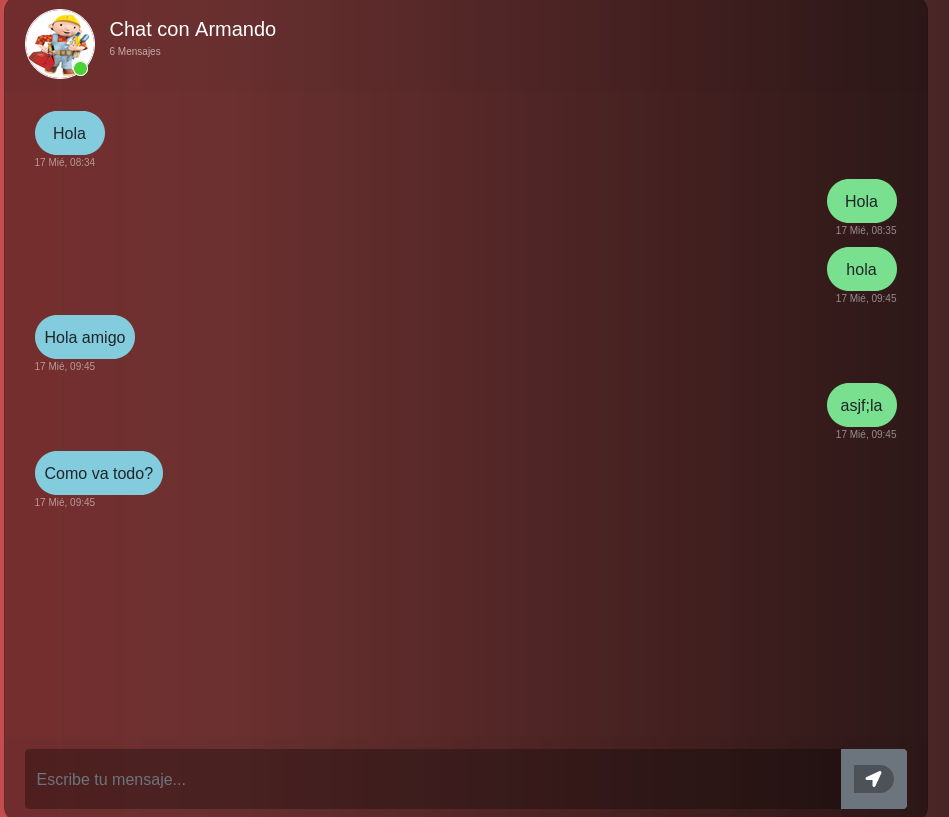 Chat con Armando
6 Mensajes
Hola
17 Mié, 08:34
Hola
17 Mié, 08:35
hola
17 Mié, 09:45
Hola amigo
17 Mié, 09:45
asjf;la
17 Mié, 09:45
Como va todo?
17 Mié, 09:45
Escribe tu mensaje...